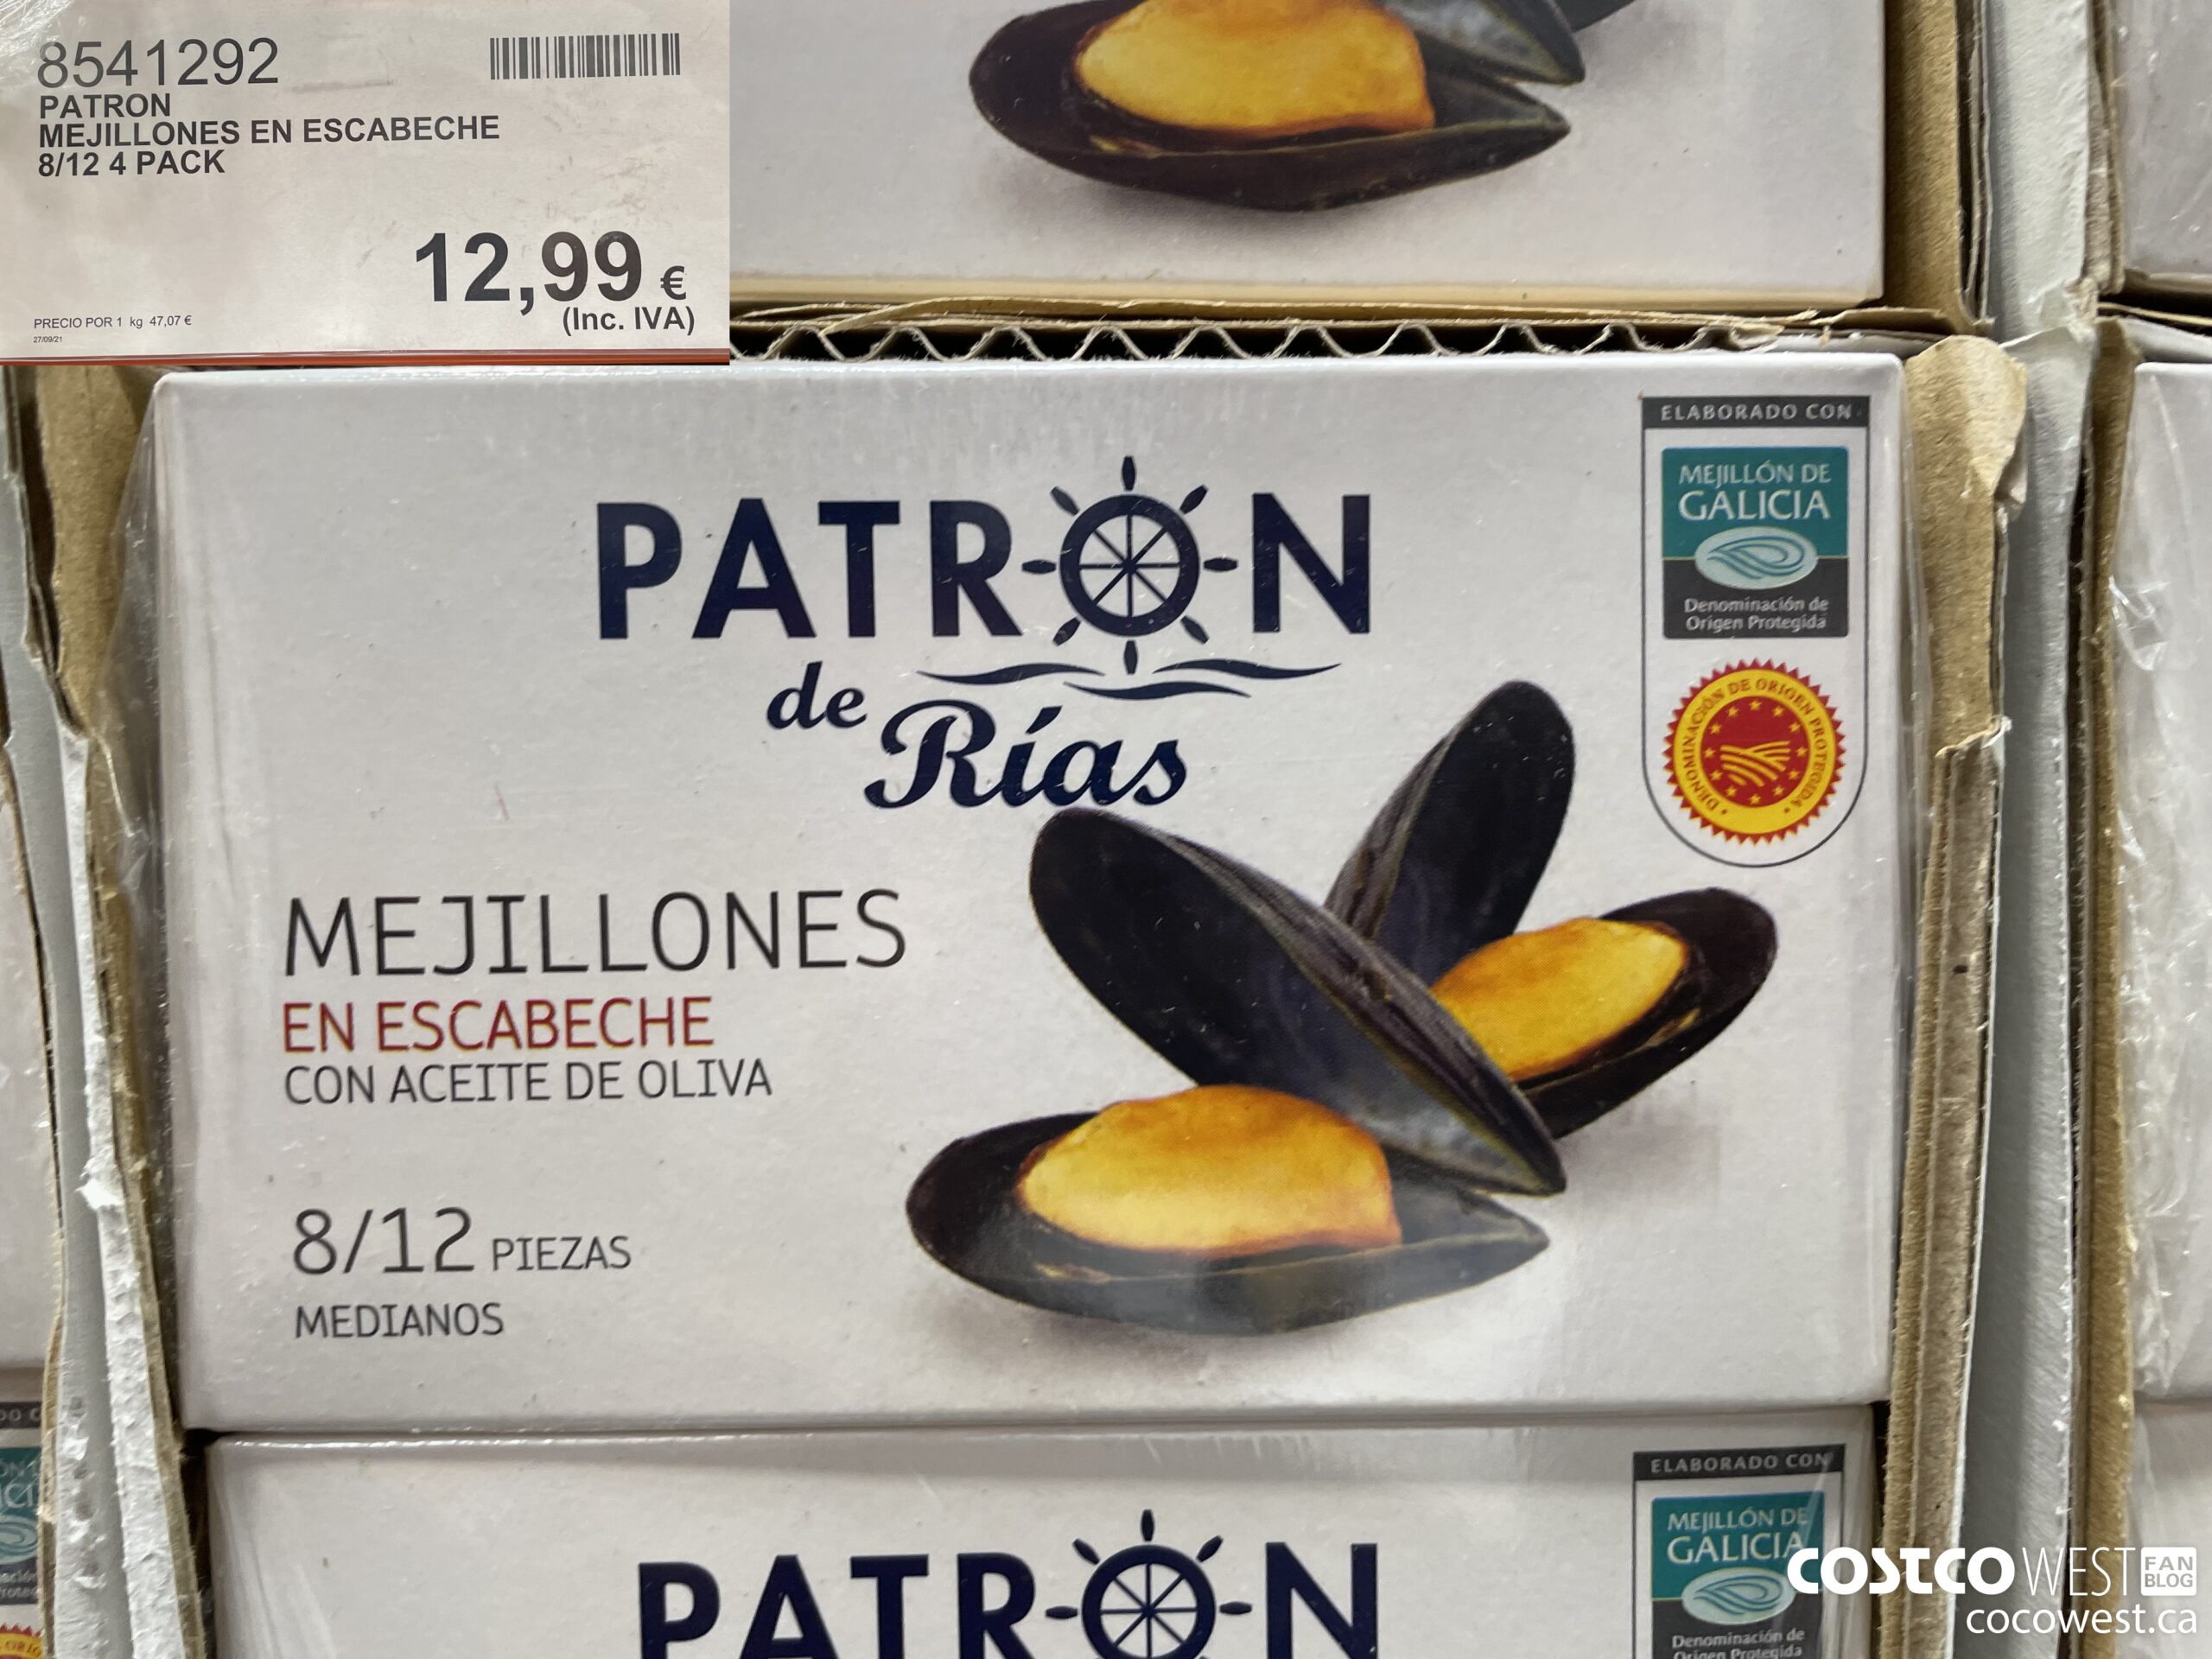 8541292
PATRON
MEJILLONES EN ESCABECHE
8/12 4 PACK
12,99 €
(Inc. IVA)
PRECIO POR 1 kg 47,07 €
27/09/21
ELABORADO CON
MEJILLÓN DE
GALICIA
Denominación de
Origen Protegida
DENOMINACIÓN DE ORIGEN PROTEGIDA
PATRON
de Rías
MEJILLONES
EN ESCABECHE
CON ACEITE DE OLIVA
8/12 PIEZAS
MEDIANOS
ELABORADO CON
MEJILLÓN DE
GALICIA
Denominación de
Origen Protegida
PATRON
COSTCO WEST FAN BLOG
cocowest.ca